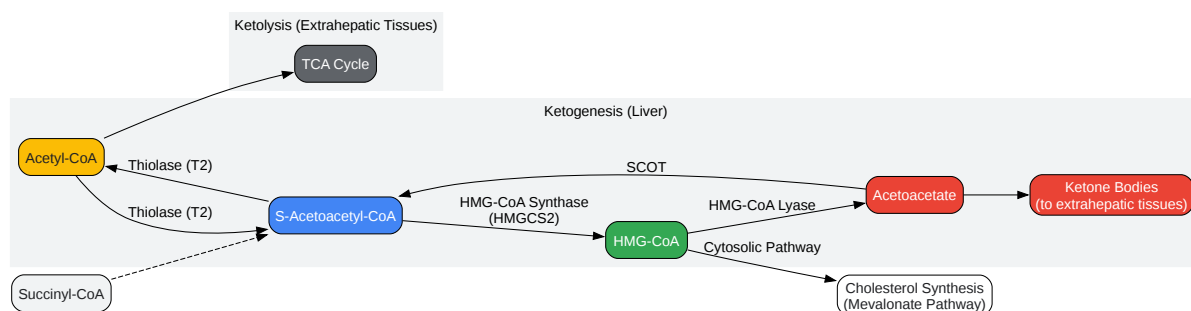 Ketolysis (Extrahepatic Tissues)
TCA Cycle
Ketogenesis (Liver)
Acetyl-CoA
Thiolase (T2)
Thiolase (T2)
S-Acetoacetyl-CoA
SCOT
HMG-CoA Synthase
(HMGCS2)
HMG-CoA Lyase
Acetoacetate
Ketone Bodies
(to extrahepatic tissues)
HMG-CoA
Cytosolic Pathway
Succinyl-CoA
Cholesterol Synthesis
(Mevalonate Pathway)